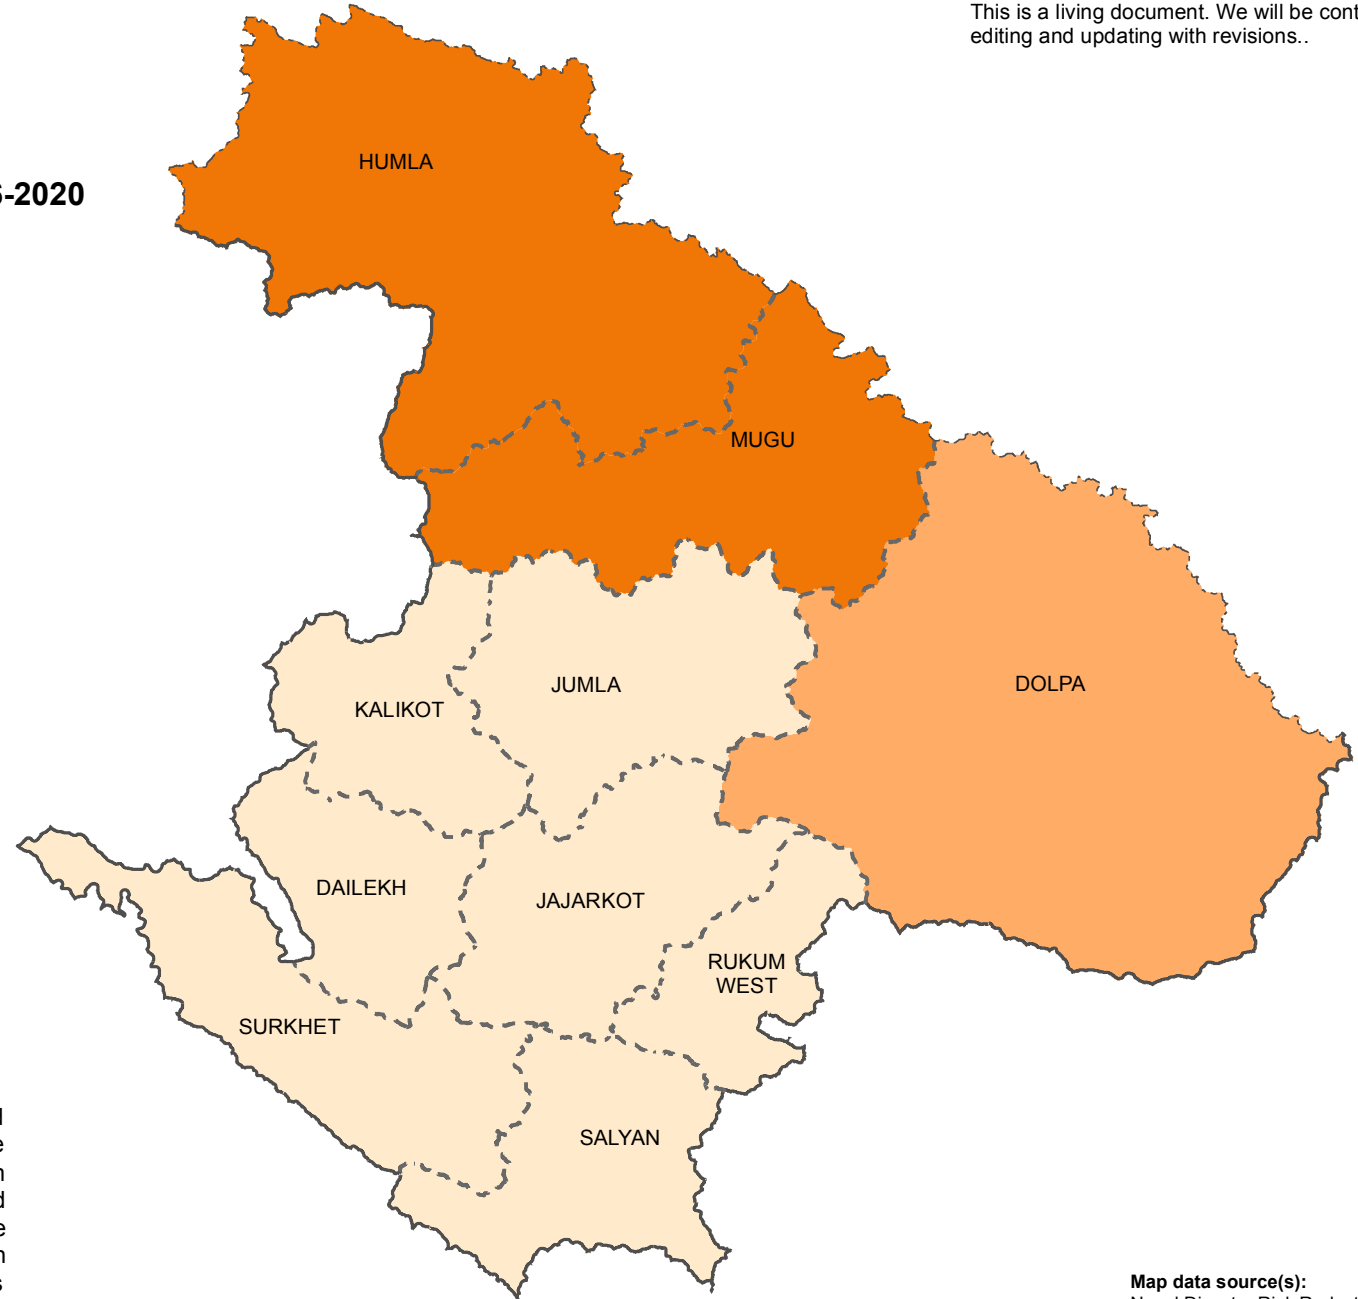 This is a living document. We will be cont
editing and updating with revisions..
-2020
HUMLA
MUGU
DOLPA
JUMLA
KALIKOT
DAILEKH
JAJARKOT
RUKUM
WEST
SURKHET
SALYAN
Map data source(s):